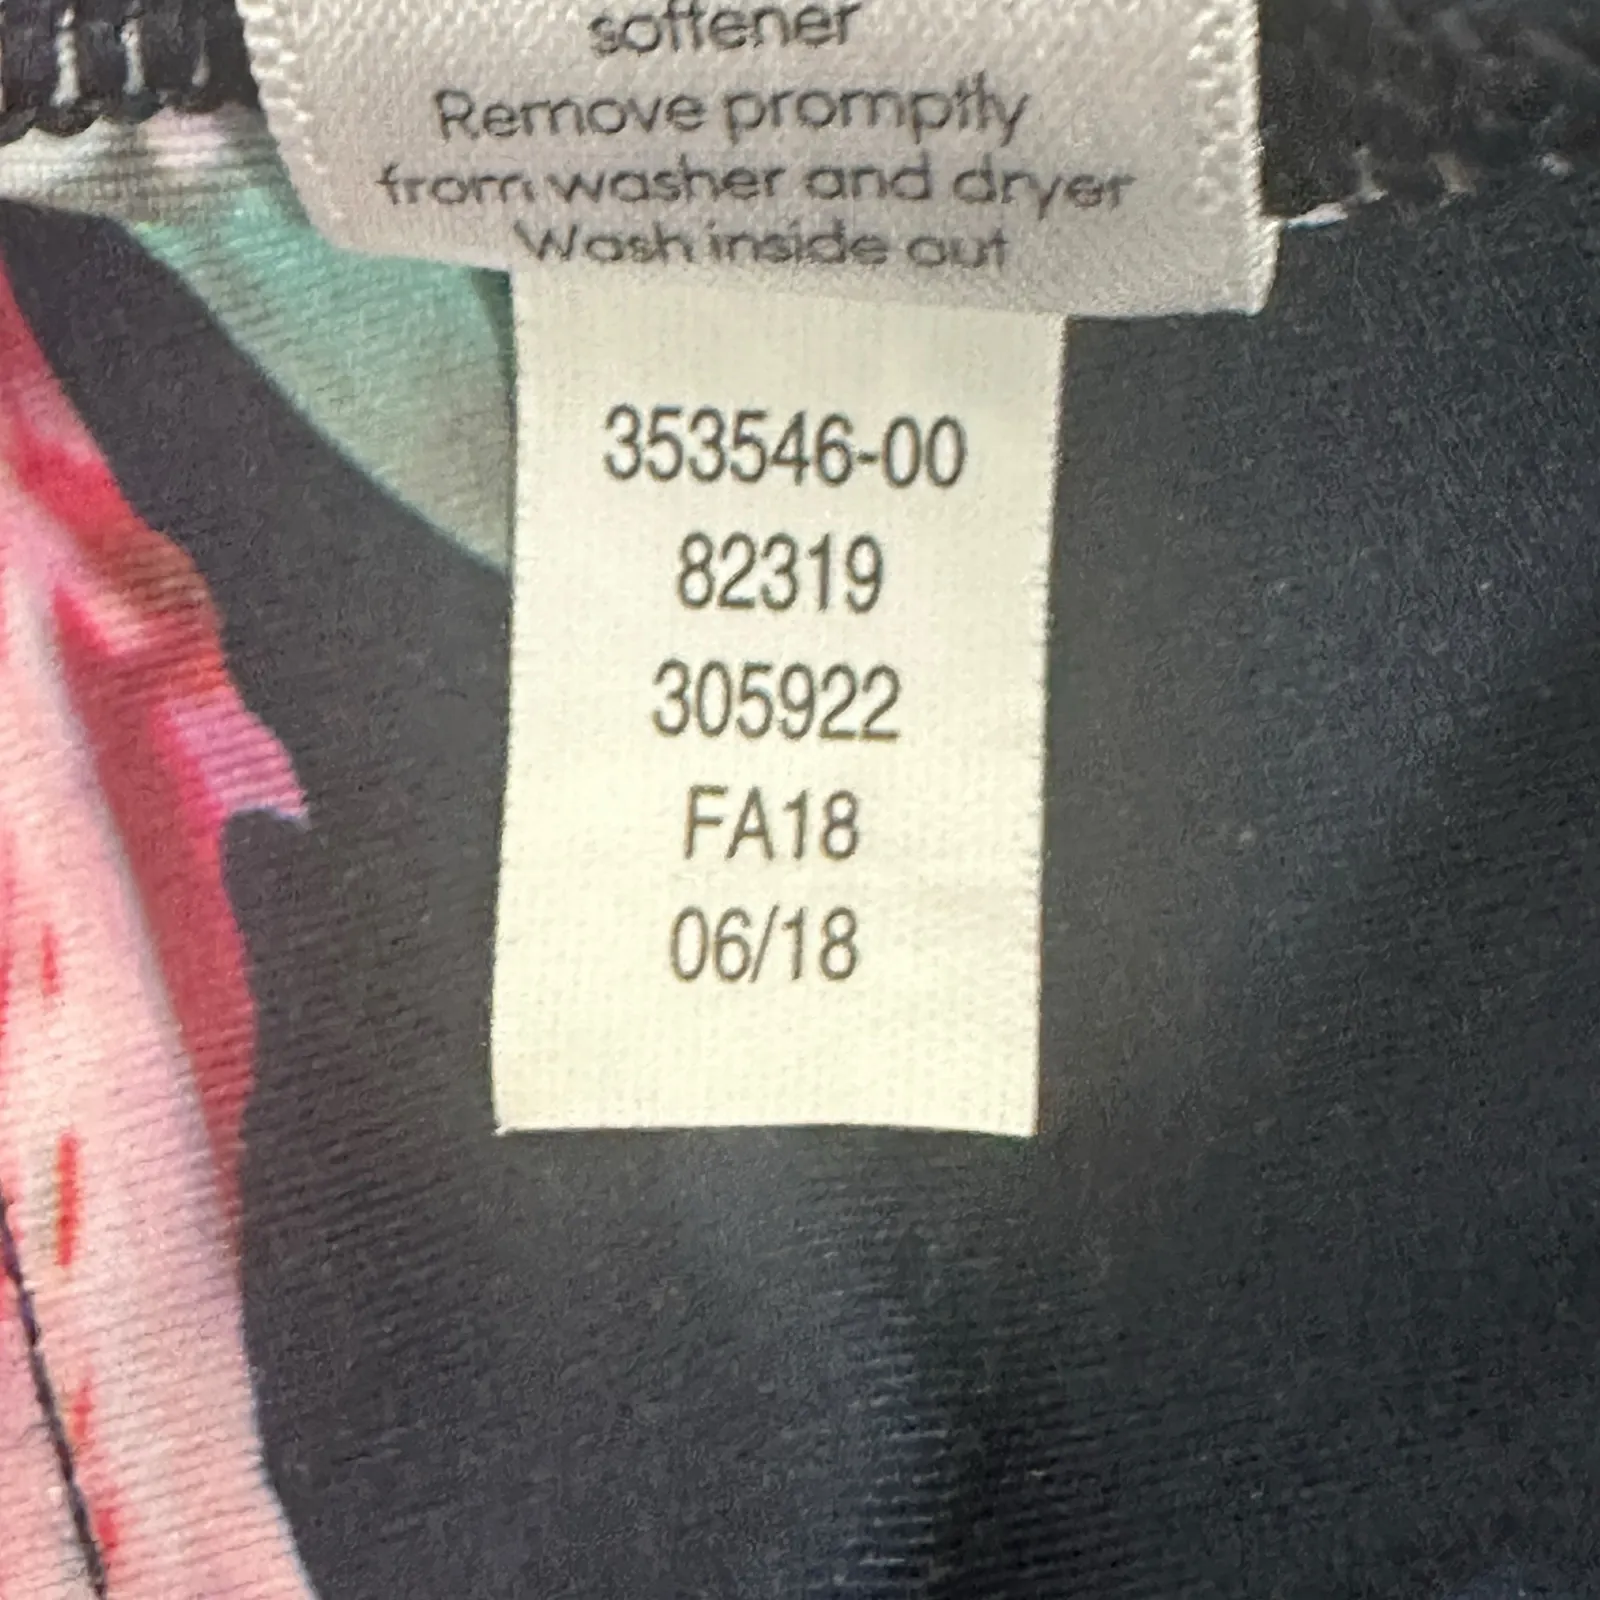 softener
Remove promptly
from washer and dryer
Wash inside out
353546-00
82319
305922
FA18
06/18